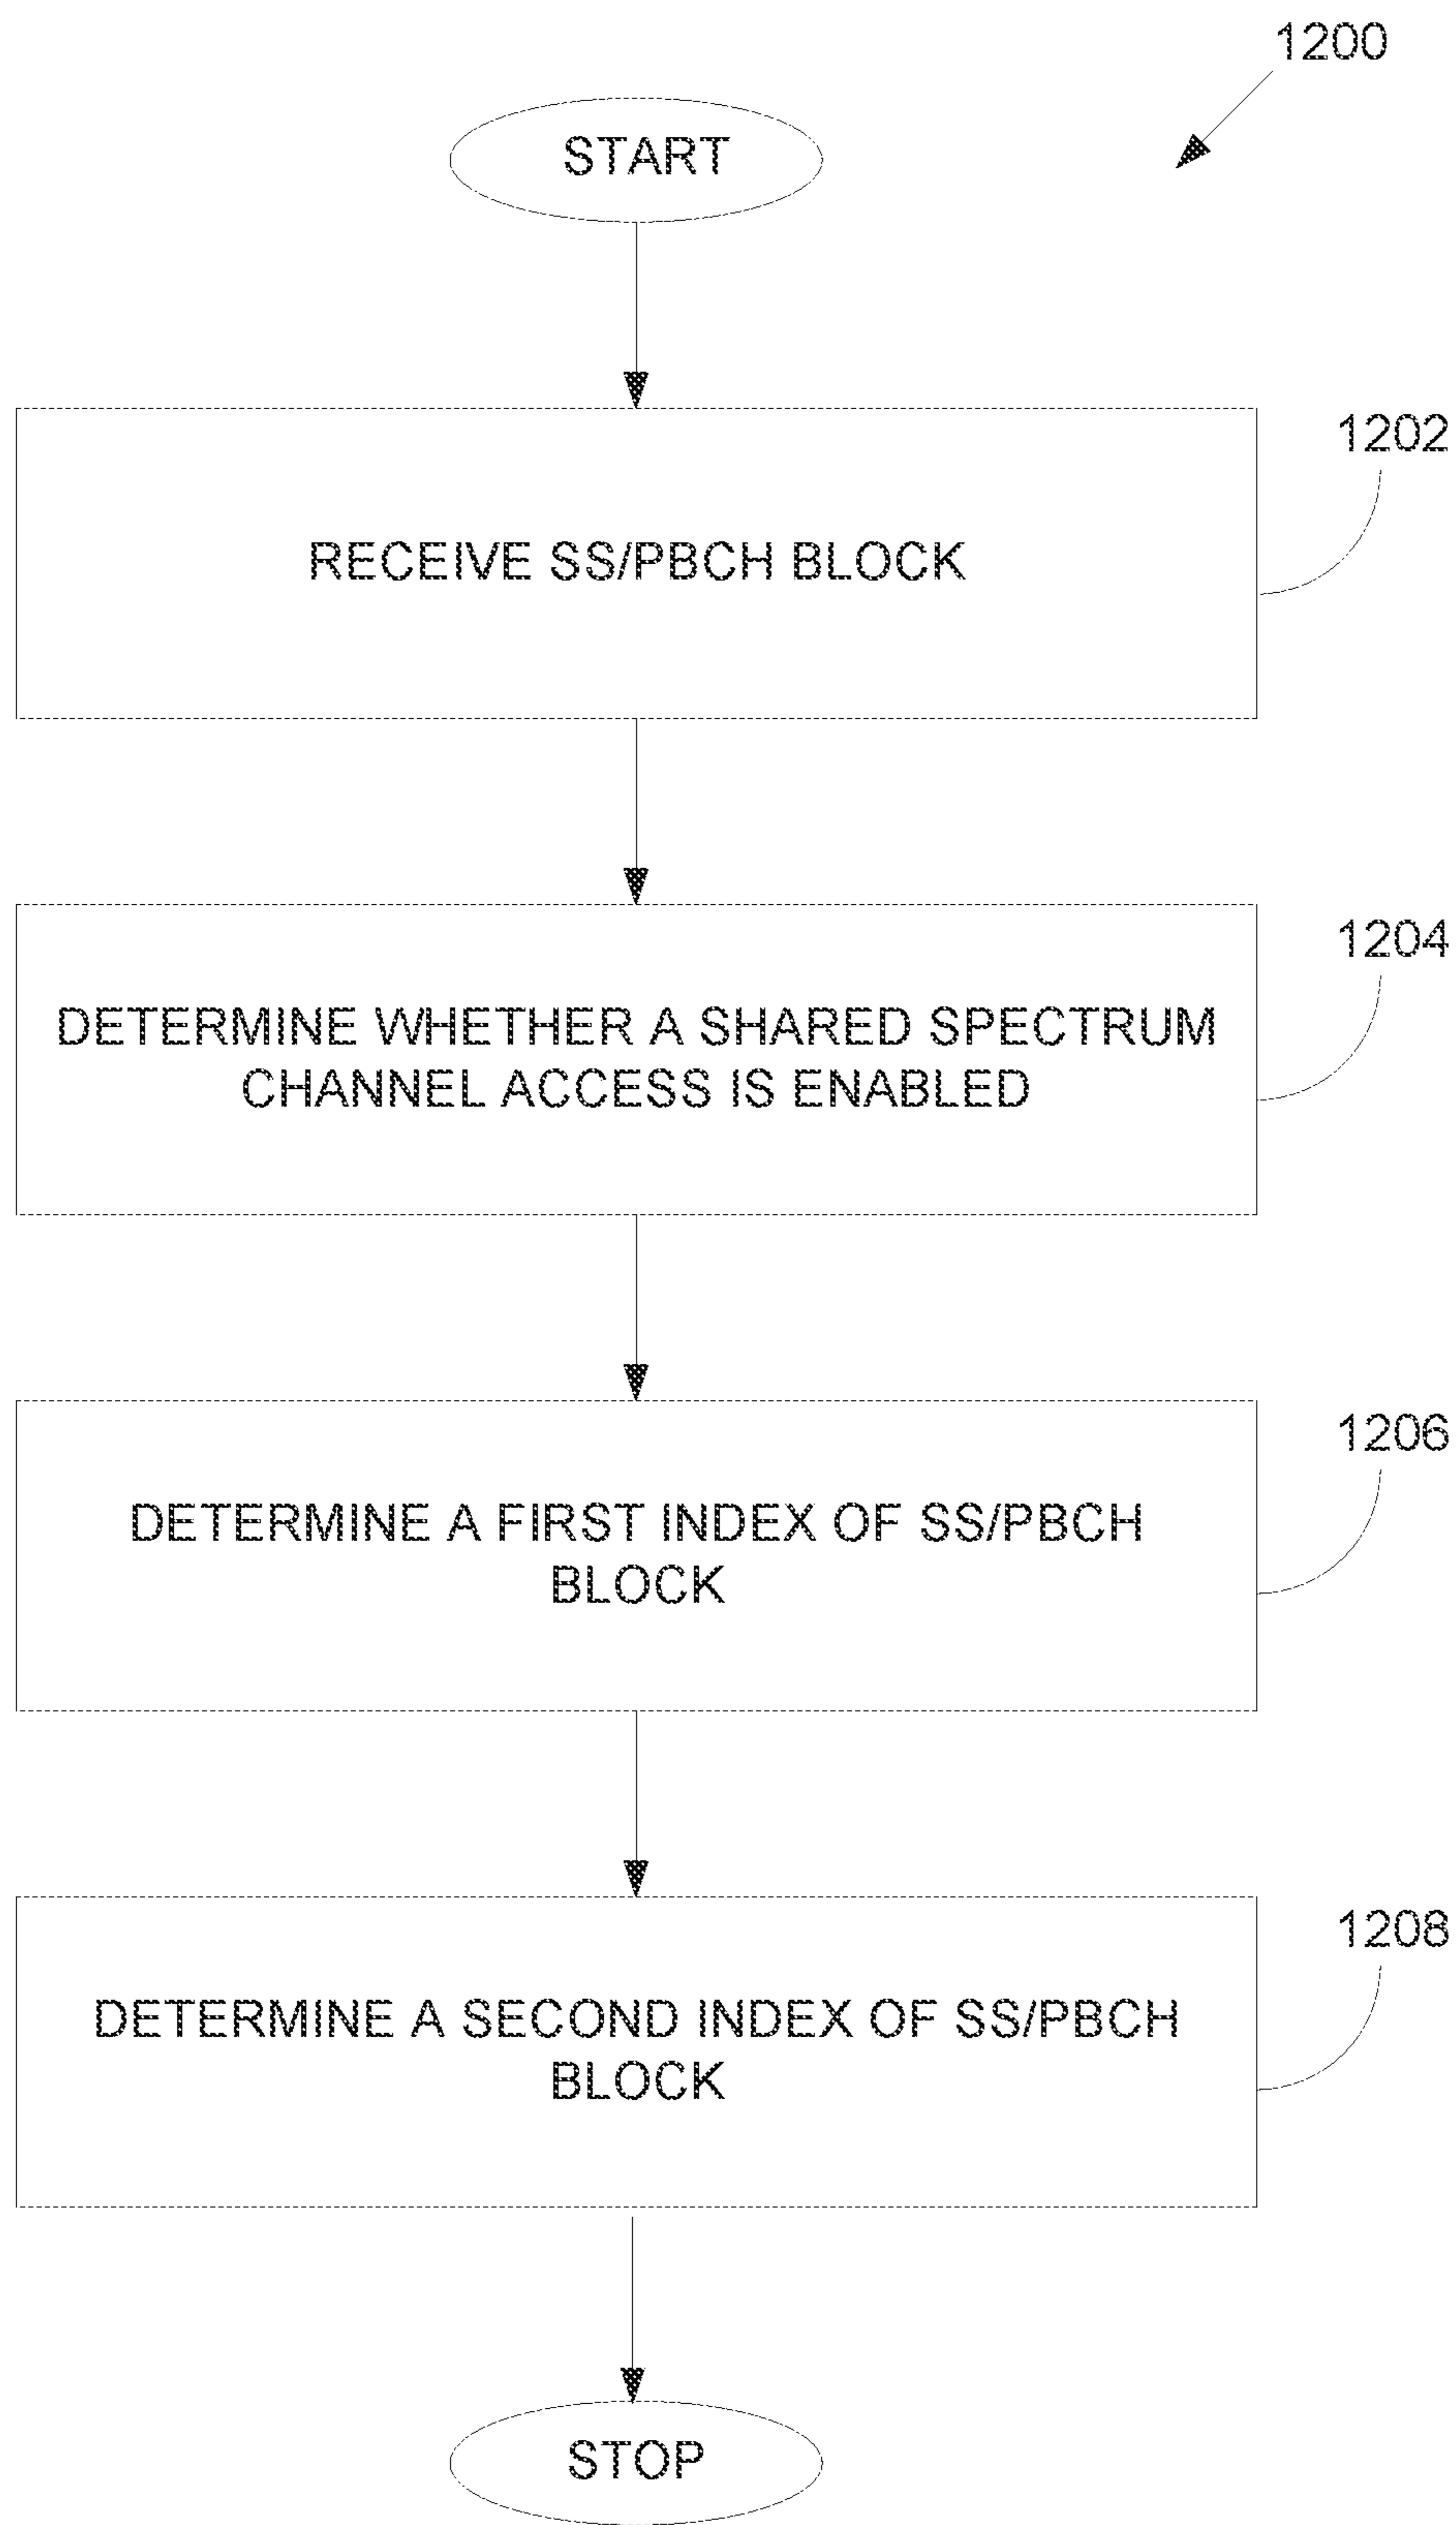 1200
START
1202
RECEIVE SS/PBCH BLOCK
1204
DETERMINE WHETHER A SHARED SPECTRUM
CHANNEL ACCESS IS ENABLED
1206
DETERMINE A FIRST INDEX OF SS/PBCH
BLOCK
1208
DETERMINE A SECOND INDEX OF SS/PBCH
BLOCK
STOP